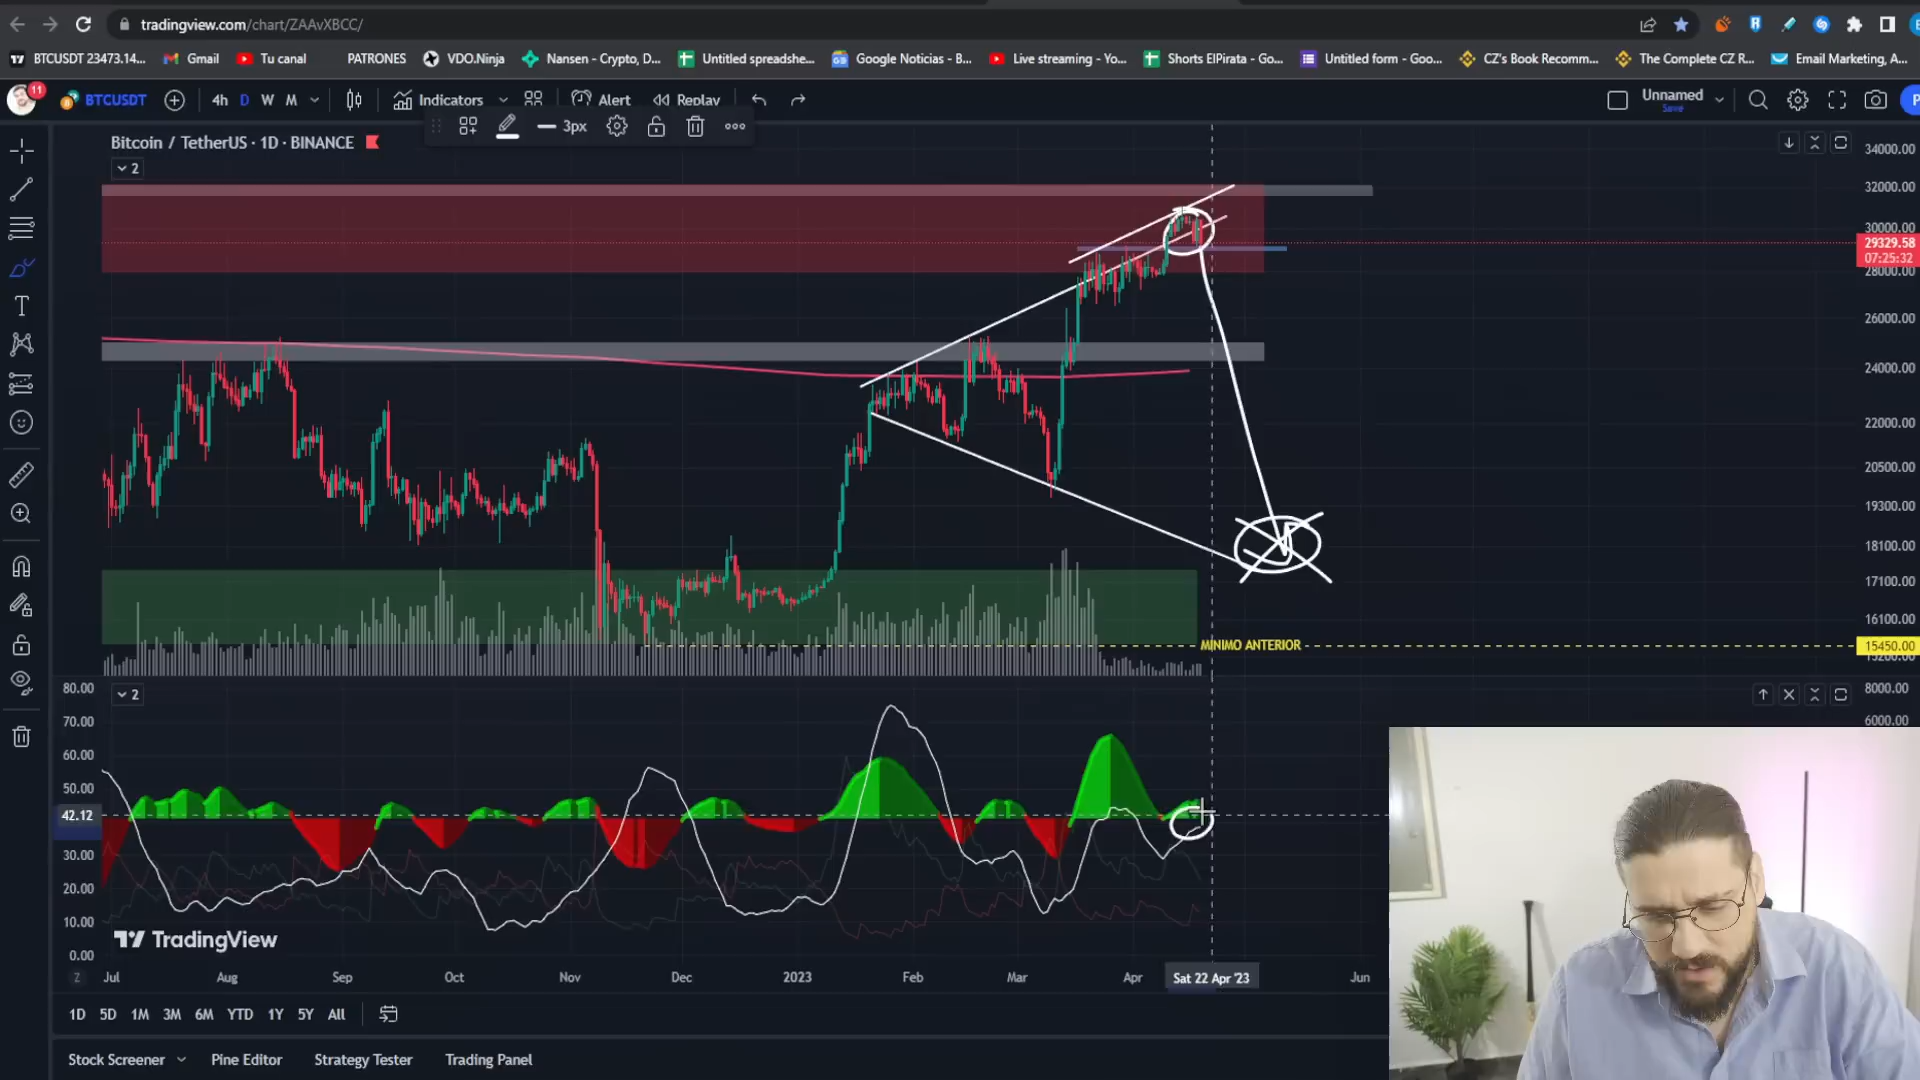 tradingview.com/chart/ZAAvXBCC/
BTCUSDT 23473.14... Gmail Tu canal PATRONES VDO.Ninja Nansen - Crypto, D... Untitled spreadshe... Google Noticias - B... Live streaming - Yo... Shorts ElPirata - Go... Untitled form - Goo... CZ's Book Recomm... The Complete CZ R... Email Marketing, A...
11 BTCUSDT 4h D W M Indicators Alert Replay Unnamed P
Save
3px
Bitcoin / TetherUS · 1D · BINANCE
2
34000.00
32000.00
30000.00
29329.58
07:25:32
28000.00
26000.00
24000.00
22000.00
20500.00
19300.00
18100.00
17100.00
16100.00
MINIMO ANTERIOR 15450.00
80.00 2 8000.00
70.00 6000.00
60.00
50.00
42.12
30.00
20.00
10.00
0.00
TradingView
Z Jul Aug Sep Oct Nov Dec 2023 Feb Mar Apr Sat 22 Apr '23 Jun
1D 5D 1M 3M 6M YTD 1Y 5Y All
Stock Screener Pine Editor Strategy Tester Trading Panel